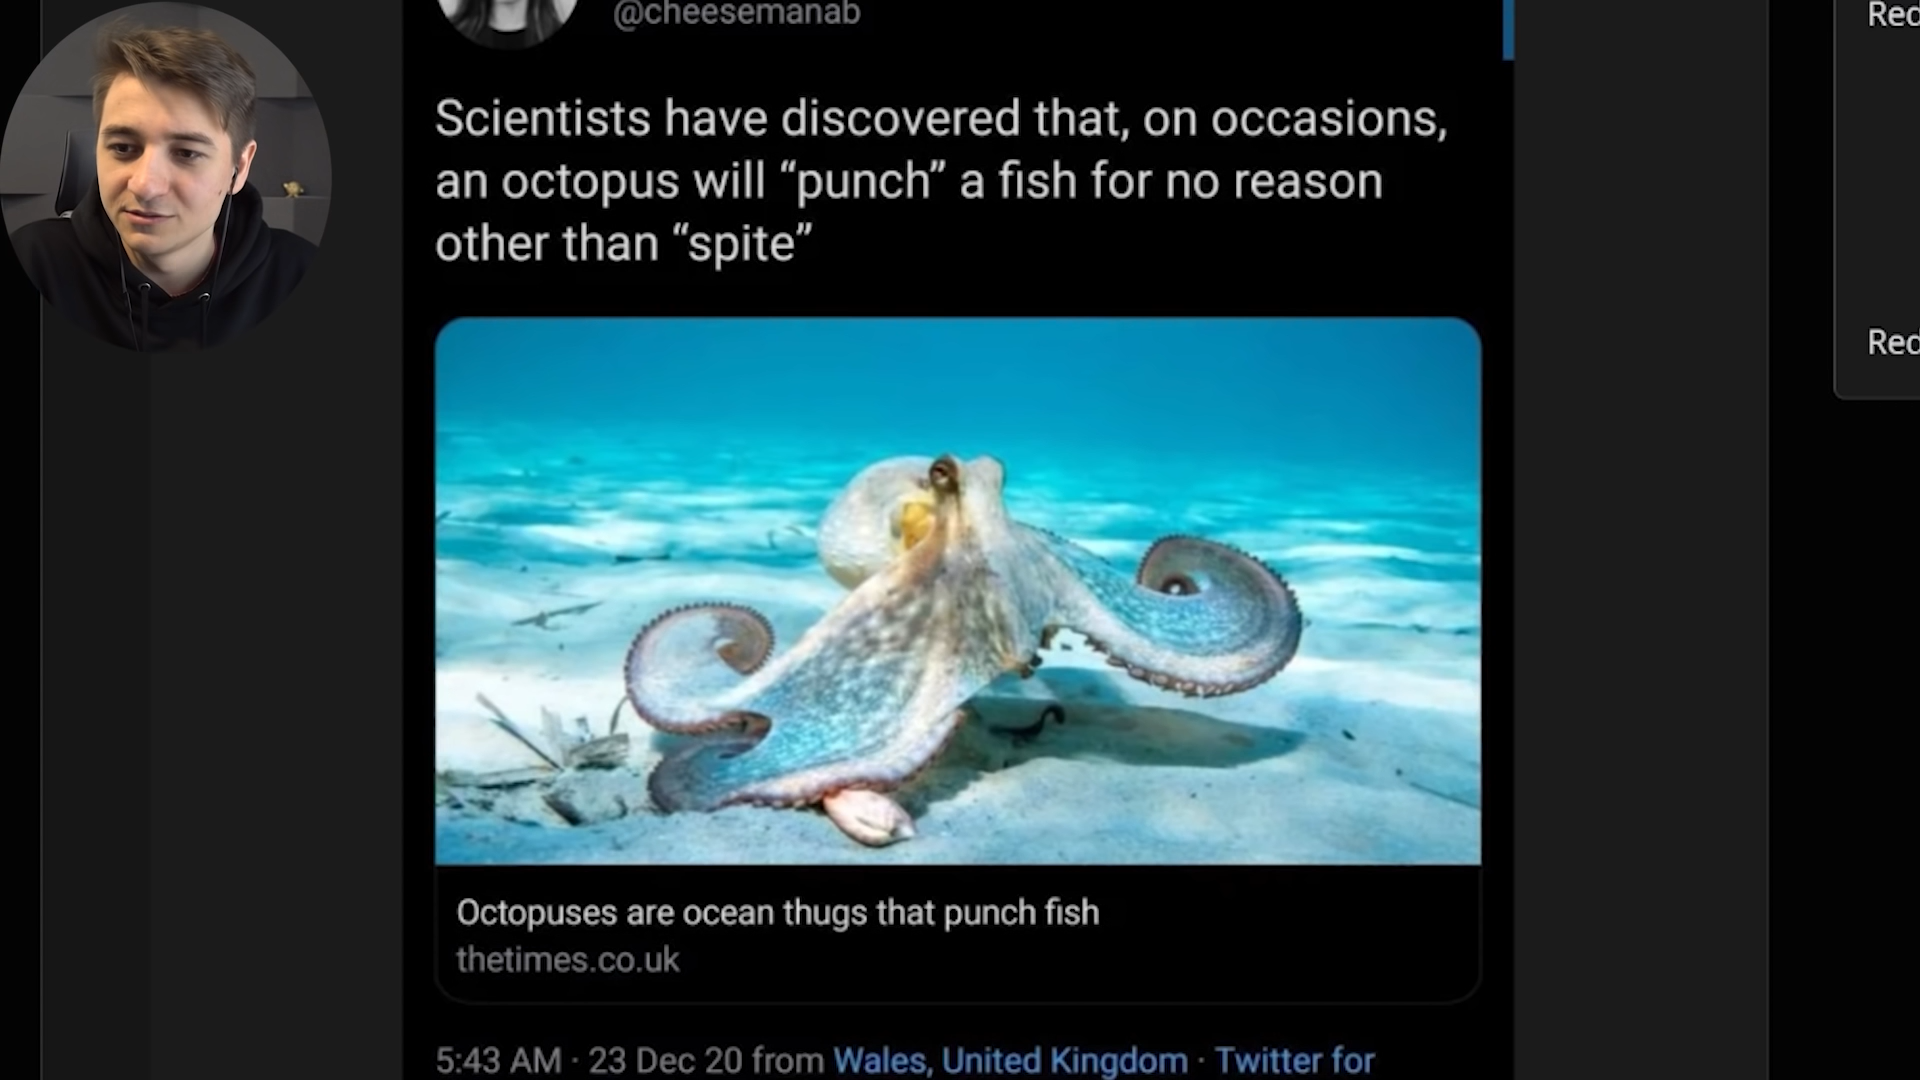 @cheesemanab
Scientists have discovered that, on occasions,
an octopus will “punch” a fish for no reason
other than “spite”
Octopuses are ocean thugs that punch fish
thetimes.co.uk
5:43 AM · 23 Dec 20 from Wales, United Kingdom · Twitter for